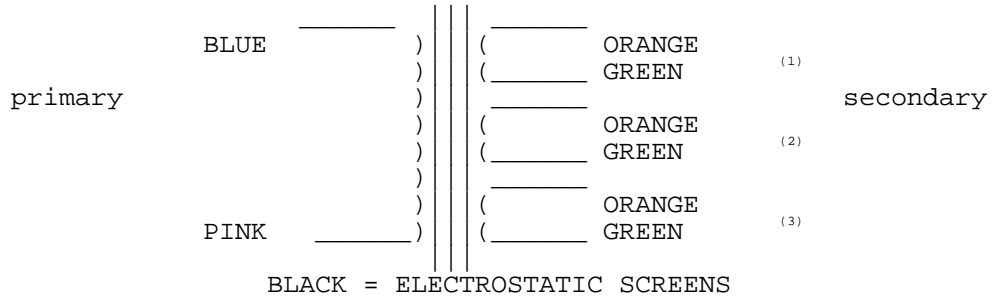 BLUE ORANGE
GREEN (1)
primary secondary
ORANGE
GREEN (2)
ORANGE
PINK GREEN (3)
BLACK = ELECTROSTATIC SCREENS